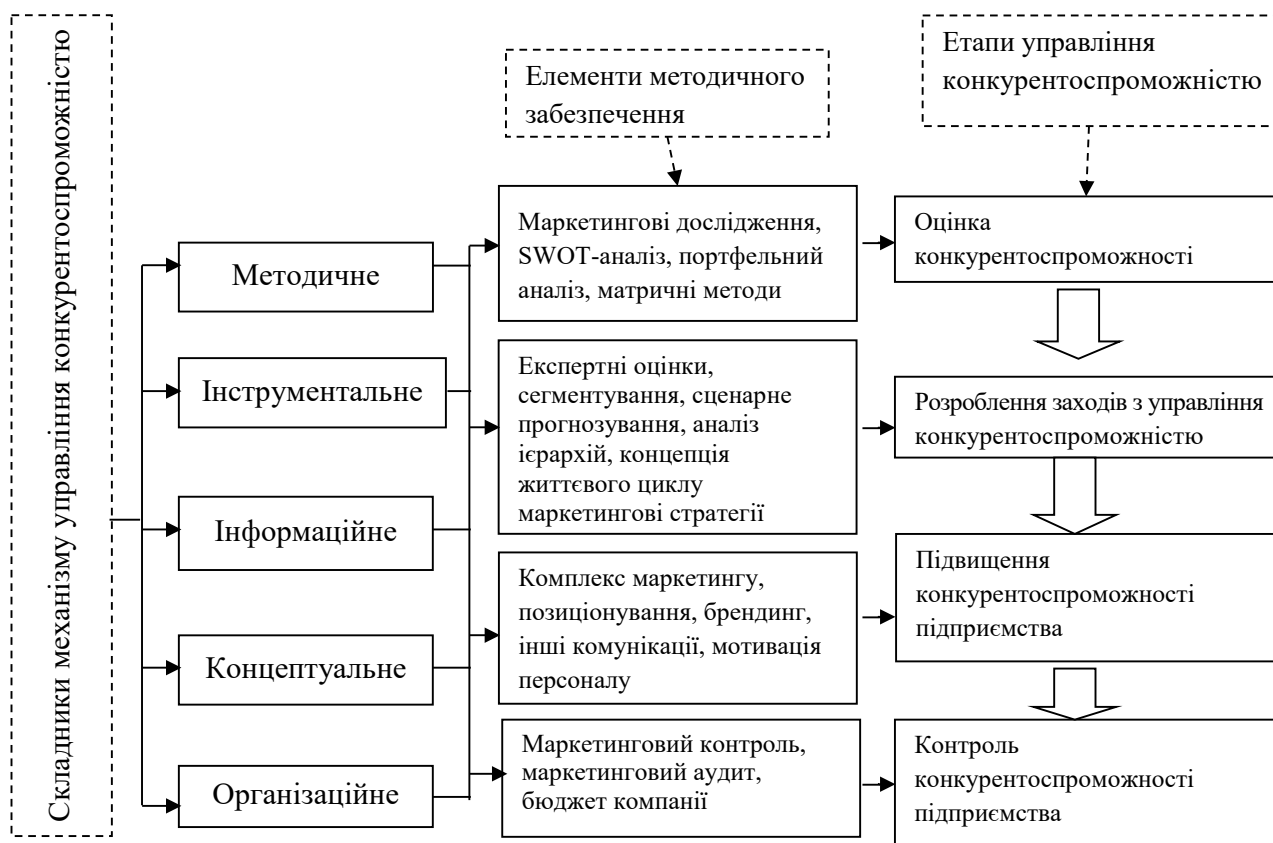 Складники механізму управління конкурентоспроможністю
Елементи методичного
забезпечення
Етапи управління
конкурентоспроможністю
Методичне
Інструментальне
Інформаційне
Концептуальне
Організаційне
Маркетингові дослідження,
SWOT-аналіз, портфельний
аналіз, матричні методи
Експертні оцінки,
сегментування, сценарне
прогнозування, аналіз
ієрархій, концепція
життєвого циклу
маркетингові стратегії
Комплекс маркетингу,
позиціонування, брендинг,
інші комунікації, мотивація
персоналу
Маркетинговий контроль,
маркетинговий аудит,
бюджет компанії
Оцінка
конкурентоспроможності
Розроблення заходів з управління
конкурентоспроможністю
Підвищення
конкурентоспроможності
підприємства
Контроль
конкурентоспроможності
підприємства